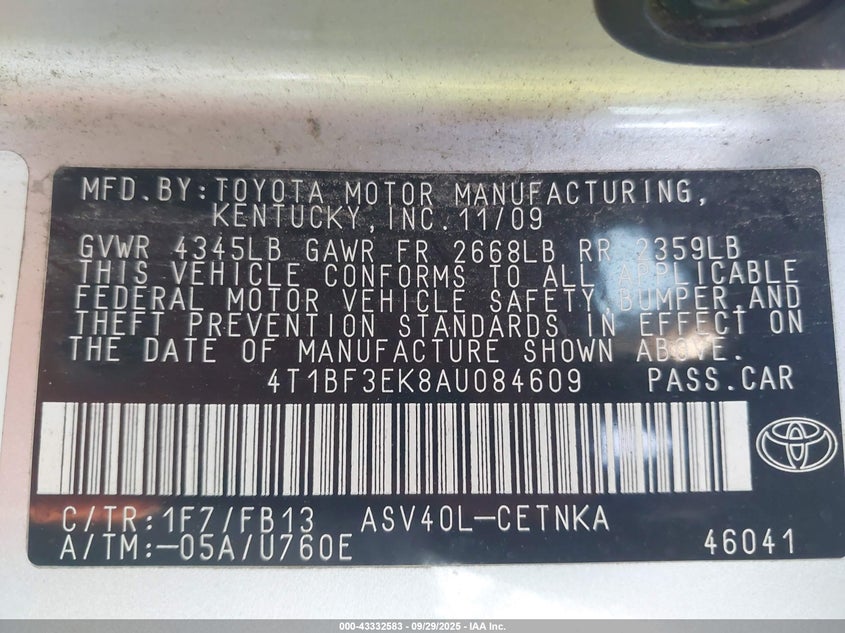 MFD.BY:TOYOTA MOTOR MANUFACTURING,
KENTUCKY,INC.11/09
GVWR 4345LB GAWR FR 2668LB RR 2359LB
THIS VEHICLE CONFORMS TO ALL APPLICABLE
FEDERAL MOTOR VEHICLE SAFETY,BUMPER,AND
THEFT PREVENTION STANDARDS IN EFFECT ON
THE DATE OF MANUFACTURE SHOWN ABOVE.
4T1BF3EK8AU084609 PASS.CAR
C/TR:1F7/FB13 ASV40L-CETNKA
A/TM:-05A/U760E 46041
000-43332583 - 09/29/2025 - IAA Inc.